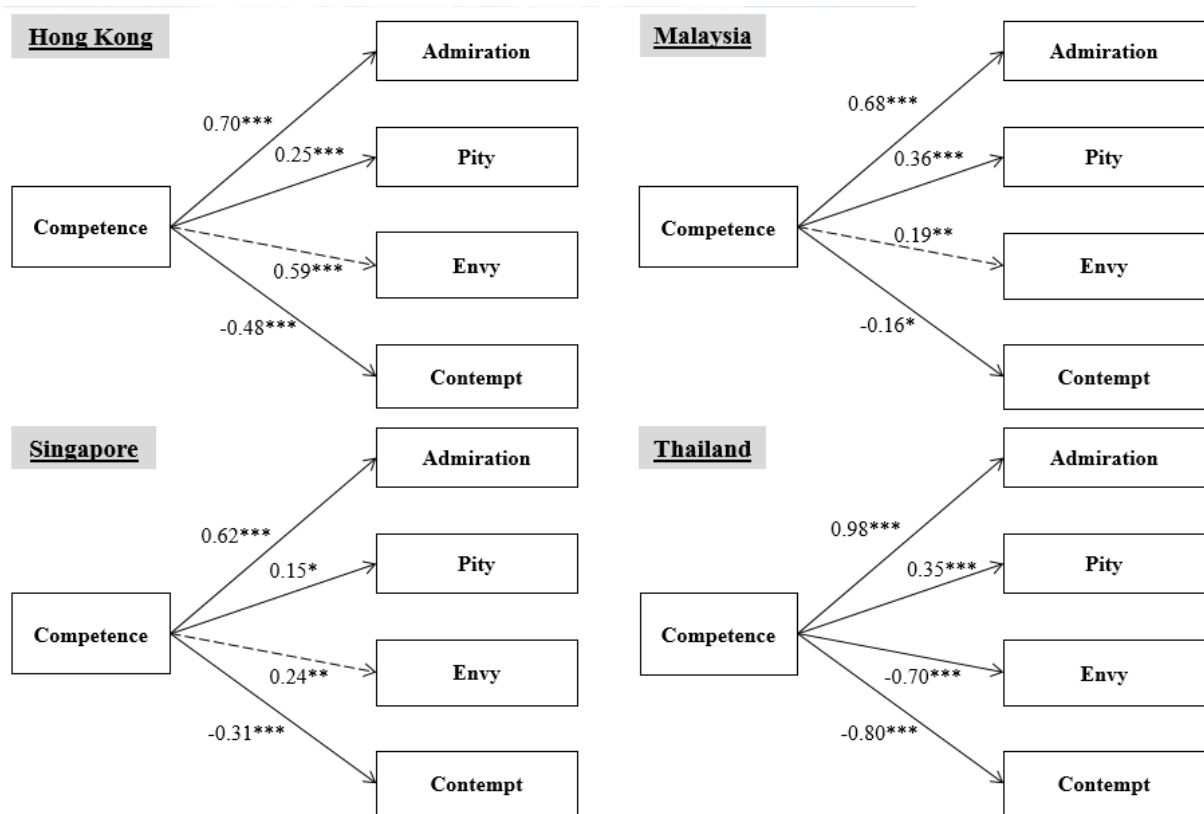 Hong Kong
Admiration
0.70***
0.25***
Pity
Competence
Envy
0.59***
-0.48***
Contempt
Malaysia
Admiration
0.68***
0.36***
Pity
Competence
0.19**
Envy
-0.16*
Contempt
Singapore
Admiration
0.62***
0.15*
Pity
Competence
Envy
0.24**
-0.31***
Contempt
Thailand
Admiration
0.98***
0.35***
Pity
Competence
Envy
-0.70***
-0.80***
Contempt